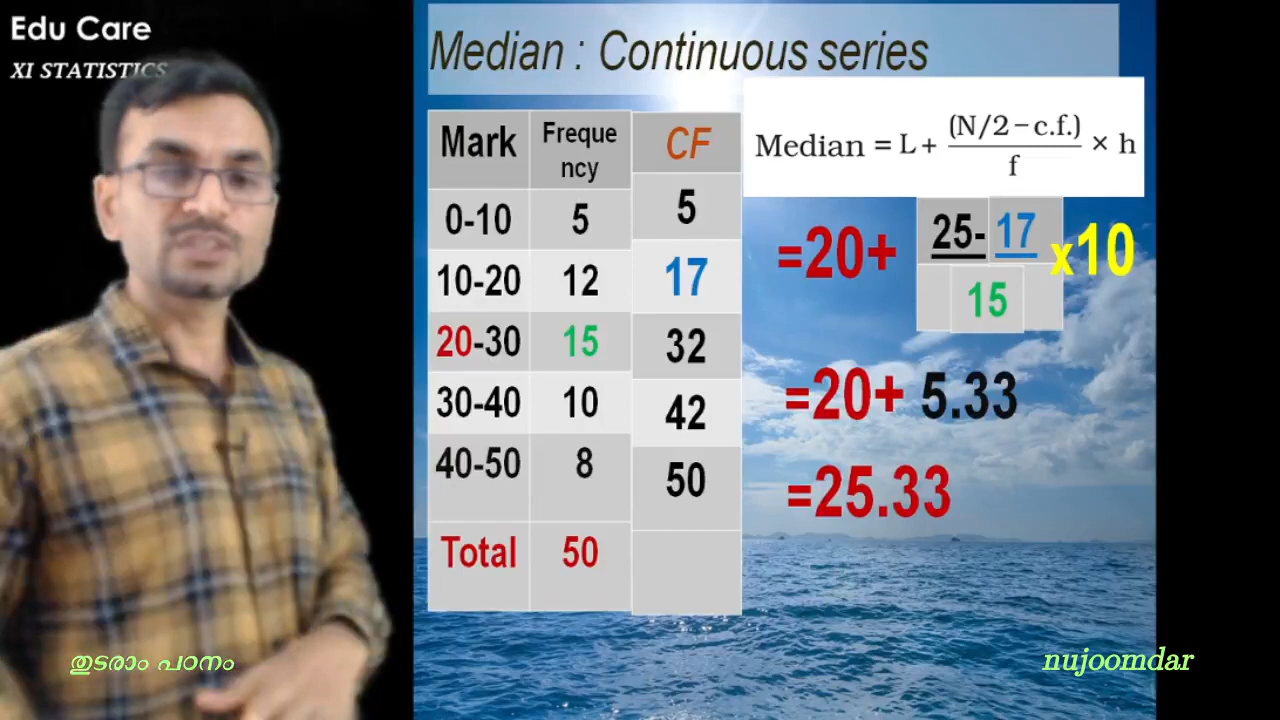 Edu Care
XI STATISTICS
Median : Continuous series
Mark Freque CF
ncy
0-10 5 5
10-20 12 17
20-30 15 32
30-40 10 42
40-50 8 50
Total 50
Median = L + (N/2 − c.f.) × h
f
=20+ 25- 17 x10
15
=20+ 5.33
=25.33
തുടരാം പഠനം
nujoomdar